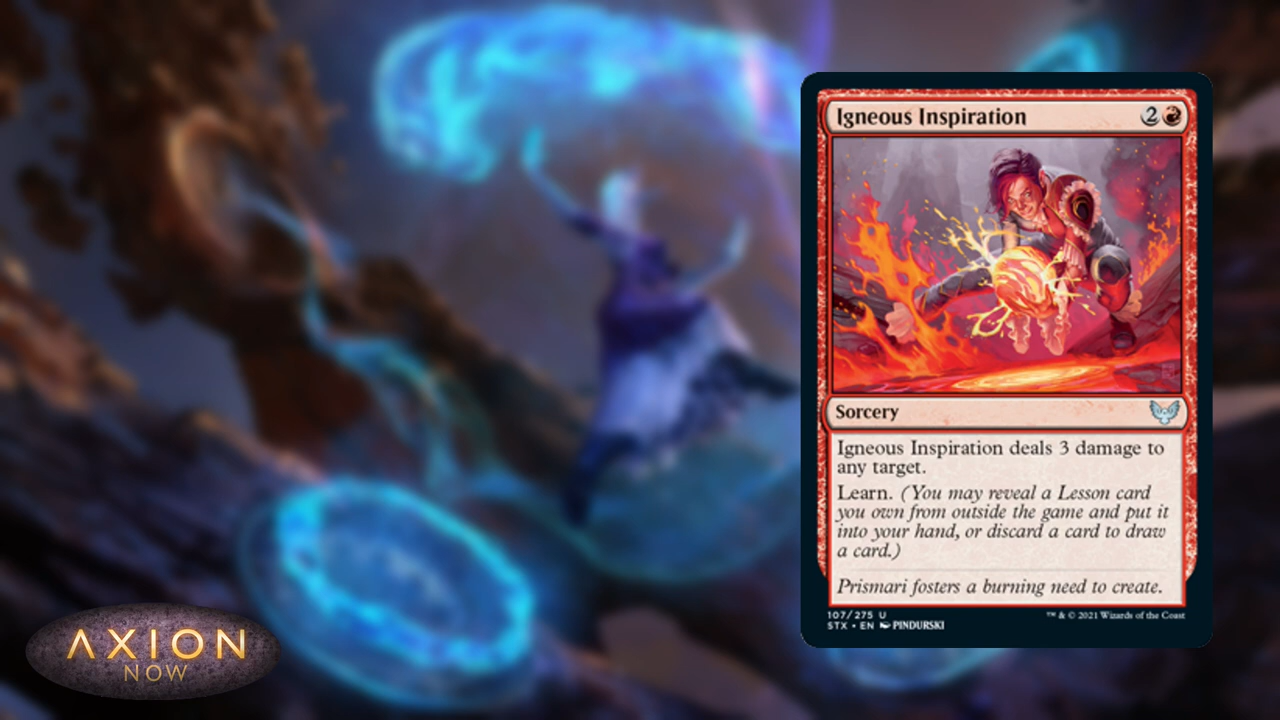 Igneous Inspiration 2
Sorcery
Igneous Inspiration deals 3 damage to
any target.
Learn. (You may reveal a Lesson card
you own from outside the game and put it
into your hand, or discard a card to draw
a card.)
Prismari fosters a burning need to create.
107/275 U
STX • EN PINDURSKI
™ & © 2021 Wizards of the Coast
AXION
NOW